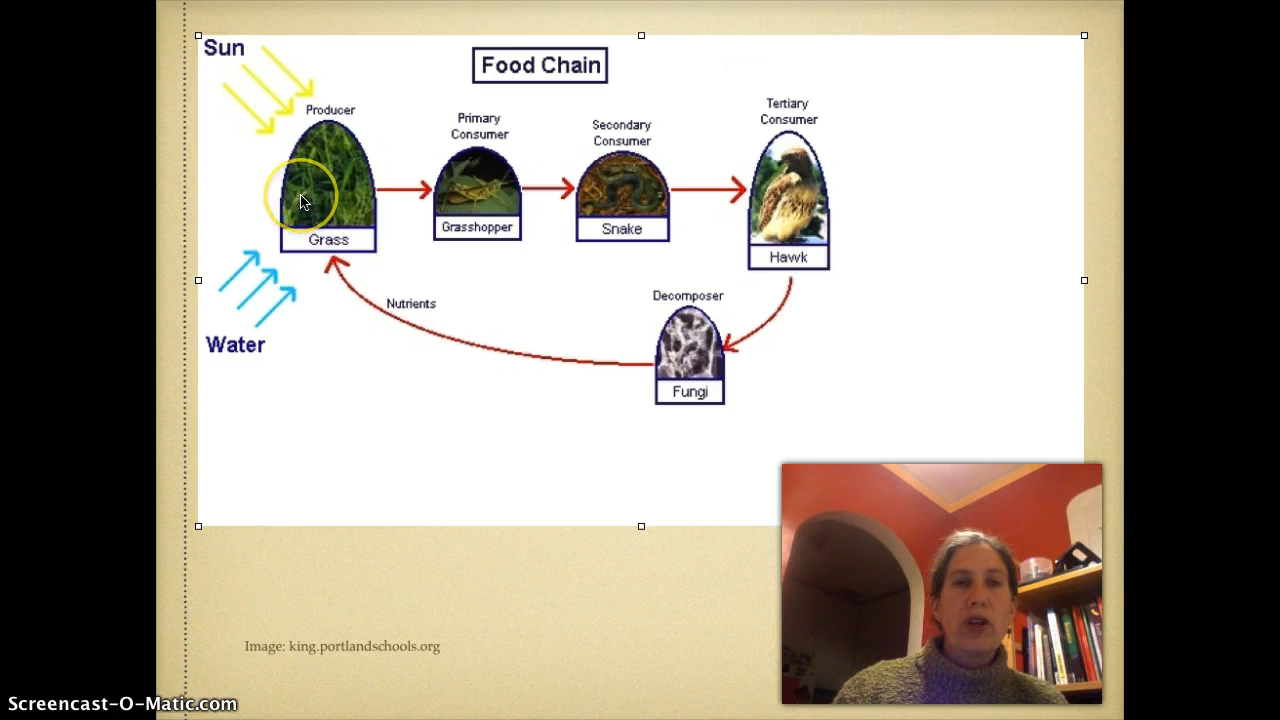 Sun
Food Chain
Producer
Primary
Consumer
Secondary
Consumer
Tertiary
Consumer
Grass
Grasshopper
Snake
Hawk
Nutrients
Decomposer
Water
Fungi
Image: king.portlandschools.org
Screencast-O-Matic.com